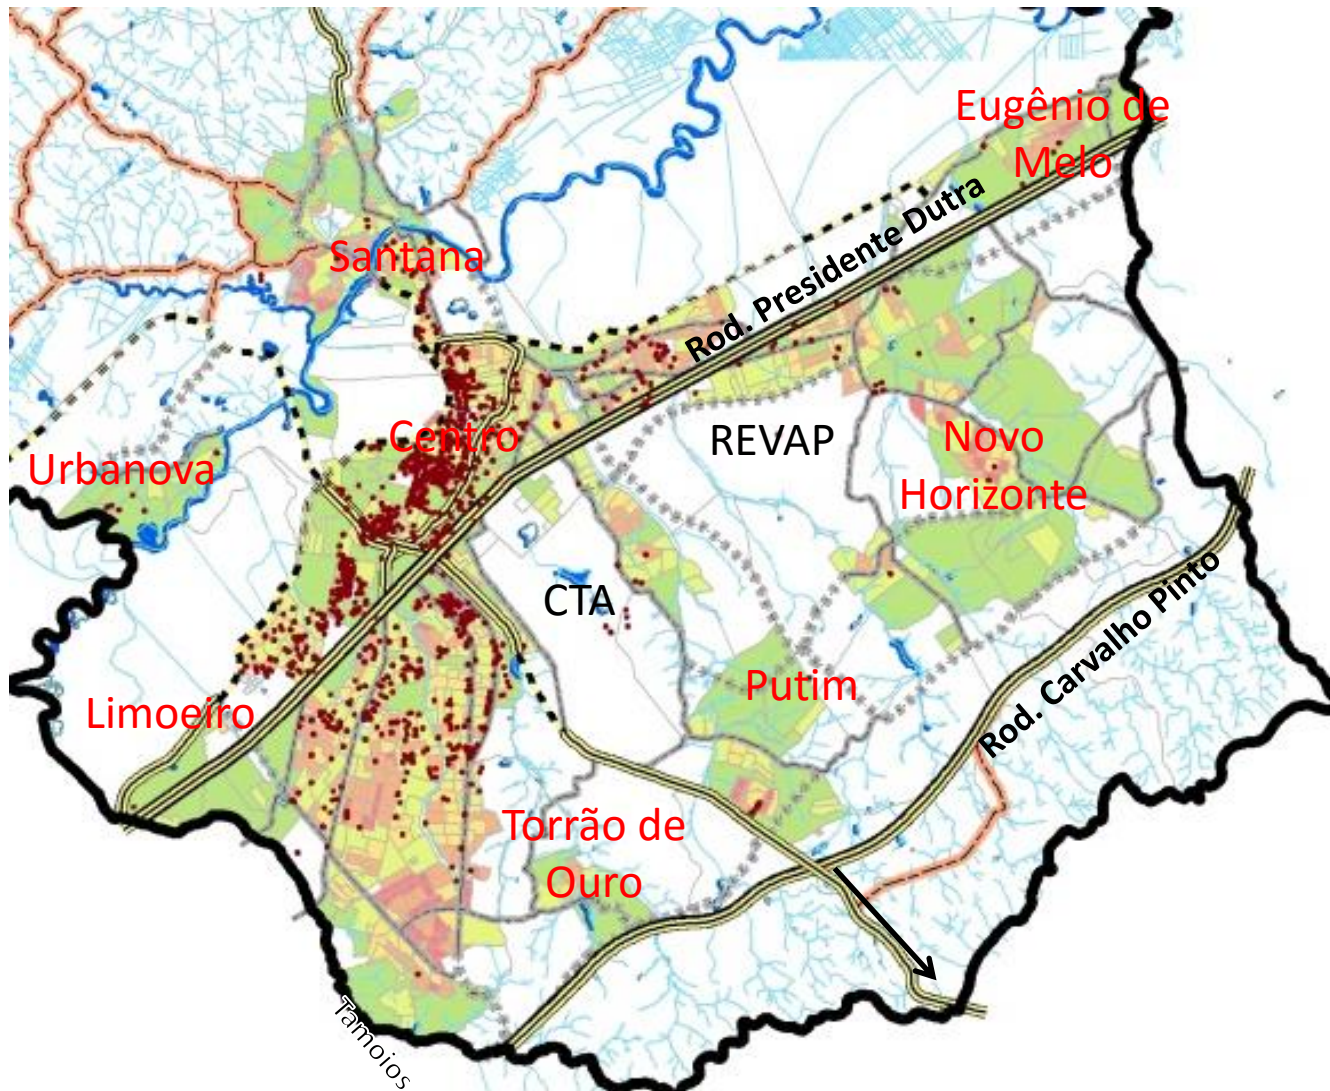 Eugênio de
Melo
Rod. Presidente Dutra
Santana
Centro
REVAP
Novo
Horizonte
Urbanova
CTA
Rod. Carvalho Pinto
Putim
Limoeiro
Torrão de
Ouro
Tamoios